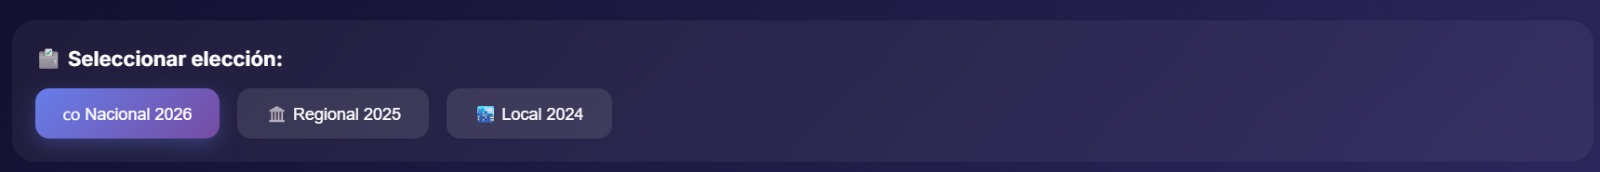 Seleccionar elección:
co Nacional 2026
Regional 2025
Local 2024